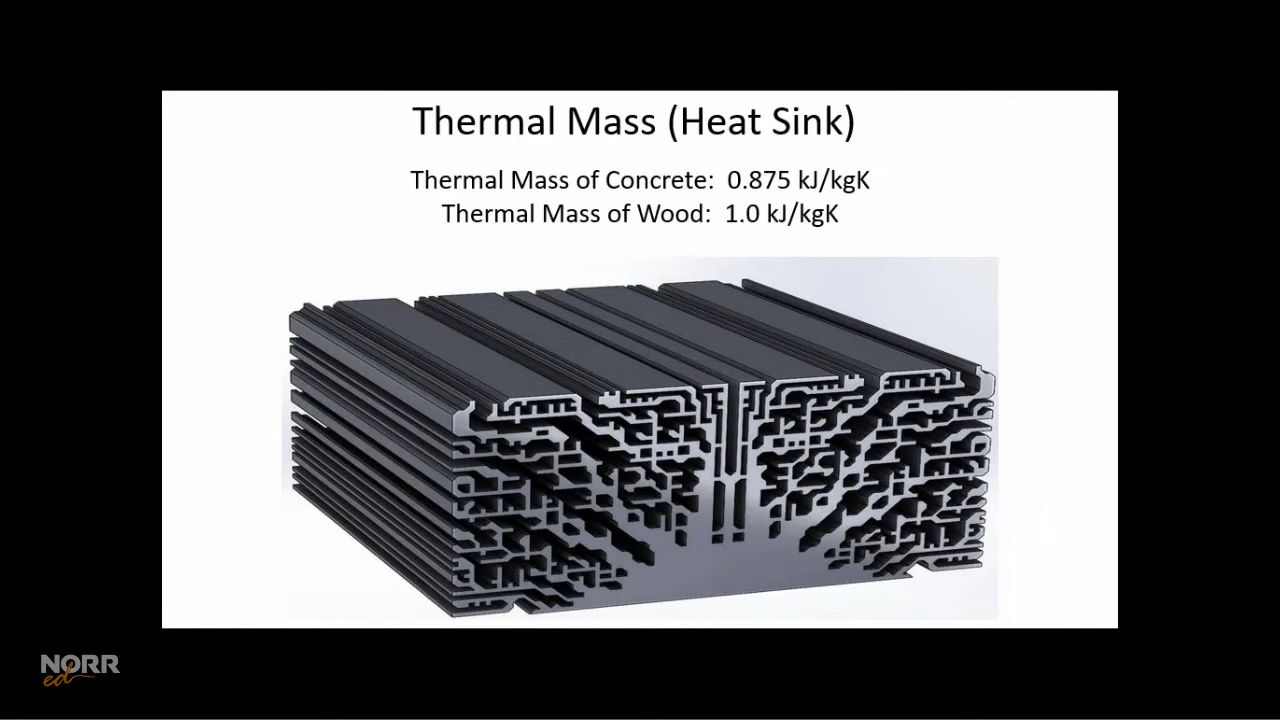 Thermal Mass (Heat Sink)
Thermal Mass of Concrete:  0.875 kJ/kgK
Thermal Mass of Wood:  1.0 kJ/kgK
NORR
ed